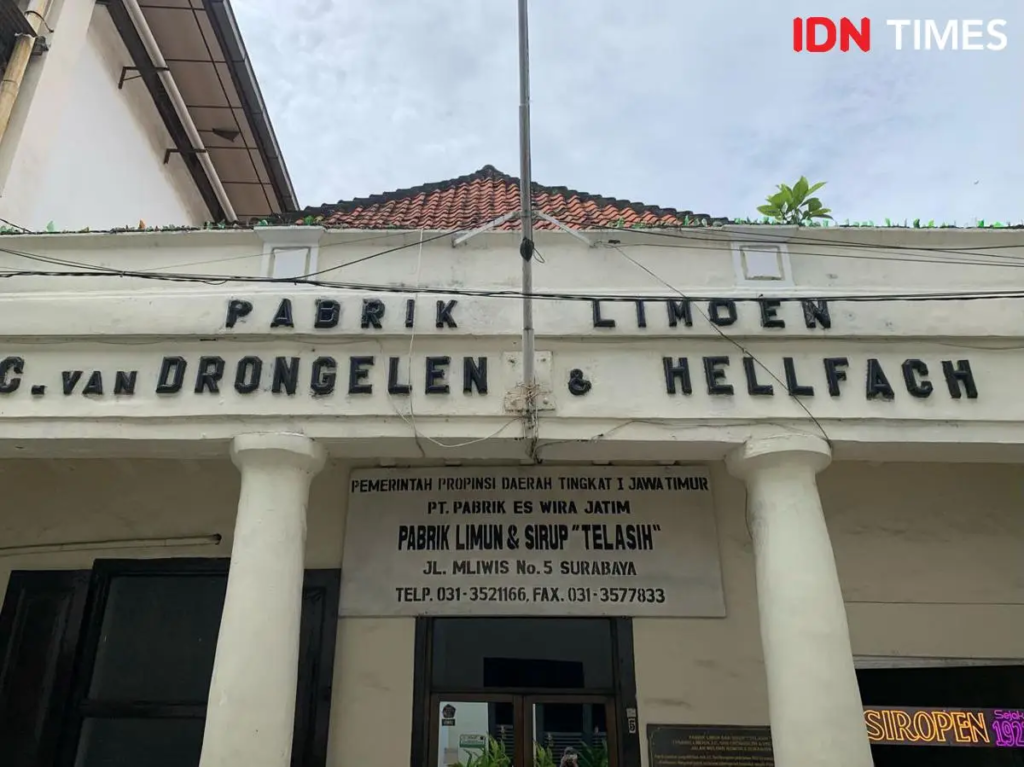 IDN TIMES
PABRIK LIMOEN
C. VAN DRONGELEN & HELLFACH
PEMERINTAH PROPINSI DAERAH TINGKAT I JAWA TIMUR
PT. PABRIK ES WIRA JATIM
PABRIK LIMUN & SIRUP "TELASIH"
JL. MLIWIS No. 5 SURABAYA
TELP. 031-3521166, FAX. 031-3577833
SIROPEN